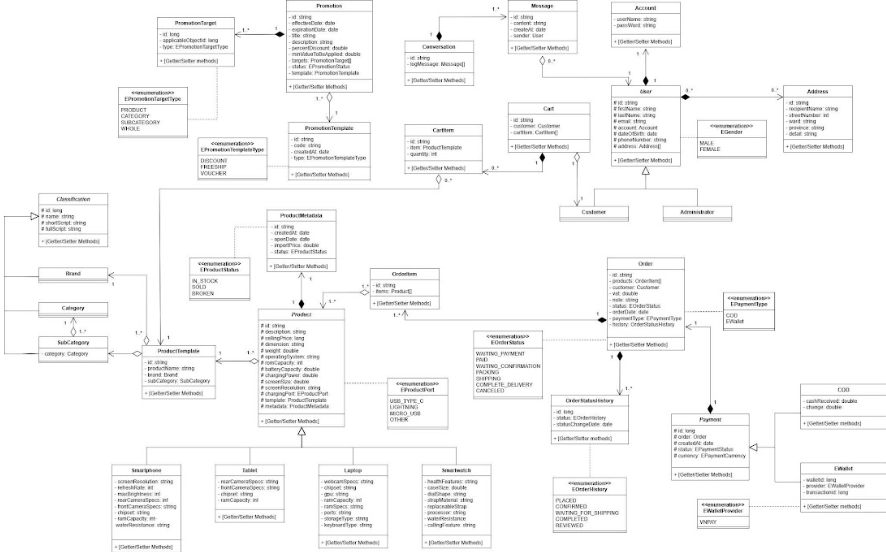 PromotionTarget
- id: long
- applicableObjectId: long
- type: EPromotionTargetType
+ [Getter/Setter methods]
Promotion
- id: string
- effectiveDate: date
- expirationDate: date
- title: string
- description: string
- percentDiscount: double
- minValueToBeApplied: double
- targets: PromotionTarget[]
- status: EPromotionStatus
- template: PromotionTemplate
+ [Getter/Setter Methods]
<<enumeration>>
EPromotionTargetType
PRODUCT
CATEGORY
SUBCATEGORY
WHOLE
<<enumeration>>
EPromotionTemplateType
DISCOUNT
FREESHIP
VOUCHER
PromotionTemplate
- id: string
- code: string
- createdAt: date
- type: EPromotionTemplateType
+ [Getter/Setter Methods]
Conversation
- id: string
- logMessage: Message[]
+ [Getter/Setter Methods]
Message
- id: string
- content: string
- createAt: date
- sender: User
+ [Getter/Setter Methods]
Account
- userName: string
- passWord: string
+ [Getter/Setter Methods]
User
# id: string
# firstName: string
# lastName: string
# email: string
# account: Account
# dateOfBirth: date
# phoneNumber: string
# address: Address[]
+ [Getter/Setter Methods]
Address
- id: string
- recipientName: string
- streetNumber: int
- ward: string
- province: string
- detail: string
+ [Getter/Setter Methods]
<<enumeration>>
EGender
MALE
FEMALE
Customer
Administrator
CartItem
- id: string
- item: ProductTemplate
- quantity: int
+ [Getter/Setter Methods]
Cart
- id: string
- customer: Customer
- cartItem: CartItem[]
+ [Getter/Setter Methods]
Classification
# id: long
# name: string
# shortScript: string
# fullScript: string
+ [Getter/Setter Methods]
Brand
Category
SubCategory
- category: Category
ProductTemplate
- id: string
- productName: string
- brand: Brand
- subCategory: SubCategory
+ [Getter/Setter Methods]
<<enumeration>>
EProductStatus
IN_STOCK
SOLD
BROKEN
ProductMetadata
- id: string
- createdAt: date
- importPrice: double
- status: EProductStatus
+ [Getter/Setter Methods]
OrderItem
- id: string
- items: Product[]
+ [Getter/Setter Methods]
Product
# id: string
# description: string
# sellingPrice: long
# dimension: string
# weight: double
# operatingSystem: string
# romCapacity: int
# batteryCapacity: double
# chargingPower: double
# screenSize: double
# screenResolution: string
# chargingPort: EProductPort
# template: ProductTemplate
# metadata: ProductMetadata
+ [Getter/Setter Methods]
<<enumeration>>
EProductPort
USB_TYPE_C
LIGHTNING
MICRO_USB
OTHER
Smartphone
- screenResolution: string
- refreshRate: int
- maxBrightness: int
- rearCameraSpecs: int
- frontCameraSpecs: string
- chipset: string
- ramCapacity: int
- waterResistance: string
+ [Getter/Setter Methods]
Tablet
- rearCameraSpecs: string
- frontCameraSpecs: string
- chipset: string
- ramCapacity: int
+ [Getter/Setter Methods]
Laptop
- webcamSpecs: string
- chipset: string
- gpu: string
- ramCapacity: int
- ramSpecs: string
- ports: string
- storageType: string
- keyboardType: string
+ [Getter/Setter Methods]
Smartwatch
- healthFeatures: string
- caseSize: double
- dialShape: string
- strapMaterial: string
- replaceableStrap
- processor: string
- waterResistance
- callingFeature: string
+ [Getter/Setter Methods]
Order
- id: string
- products: OrderItem[]
- customer: Customer
- vat: double
- note: string
- status: EOrderStatus
- orderDate: date
- paymentType: EPaymentType
- history: OrderStatusHistory
+ [Getter/Setter Methods]
<<enumeration>>
EPaymentType
COD
EWallet
<<enumeration>>
EOrderStatus
WAITING_PAYMENT
PAID
WAITING_CONFIRMATION
PACKING
SHIPPING
COMPLETE_DELIVERY
CANCELED
OrderStatusHistory
- id: long
- status: EOrderHistory
- statusChangeDate: date
+ [Getter/Setter methods]
<<enumeration>>
EOrderHistory
PLACED
CONFIRMED
WAITING_FOR_SHIPPING
COMPLETED
REVIEWED
Payment
# id: long
# order: Order
# createdAt: date
# status: EPaymentStatus
# currency: EPaymentCurrency
+ [Getter/Setter Methods]
COD
- cashReceived: double
- change: double
+ [Getter/Setter methods]
EWallet
- walletId: long
- provider: EWalletProvider
- transactionId: long
+ [Getter/Setter Methods]
<<enumeration>>
EWalletProvider
VNPAY